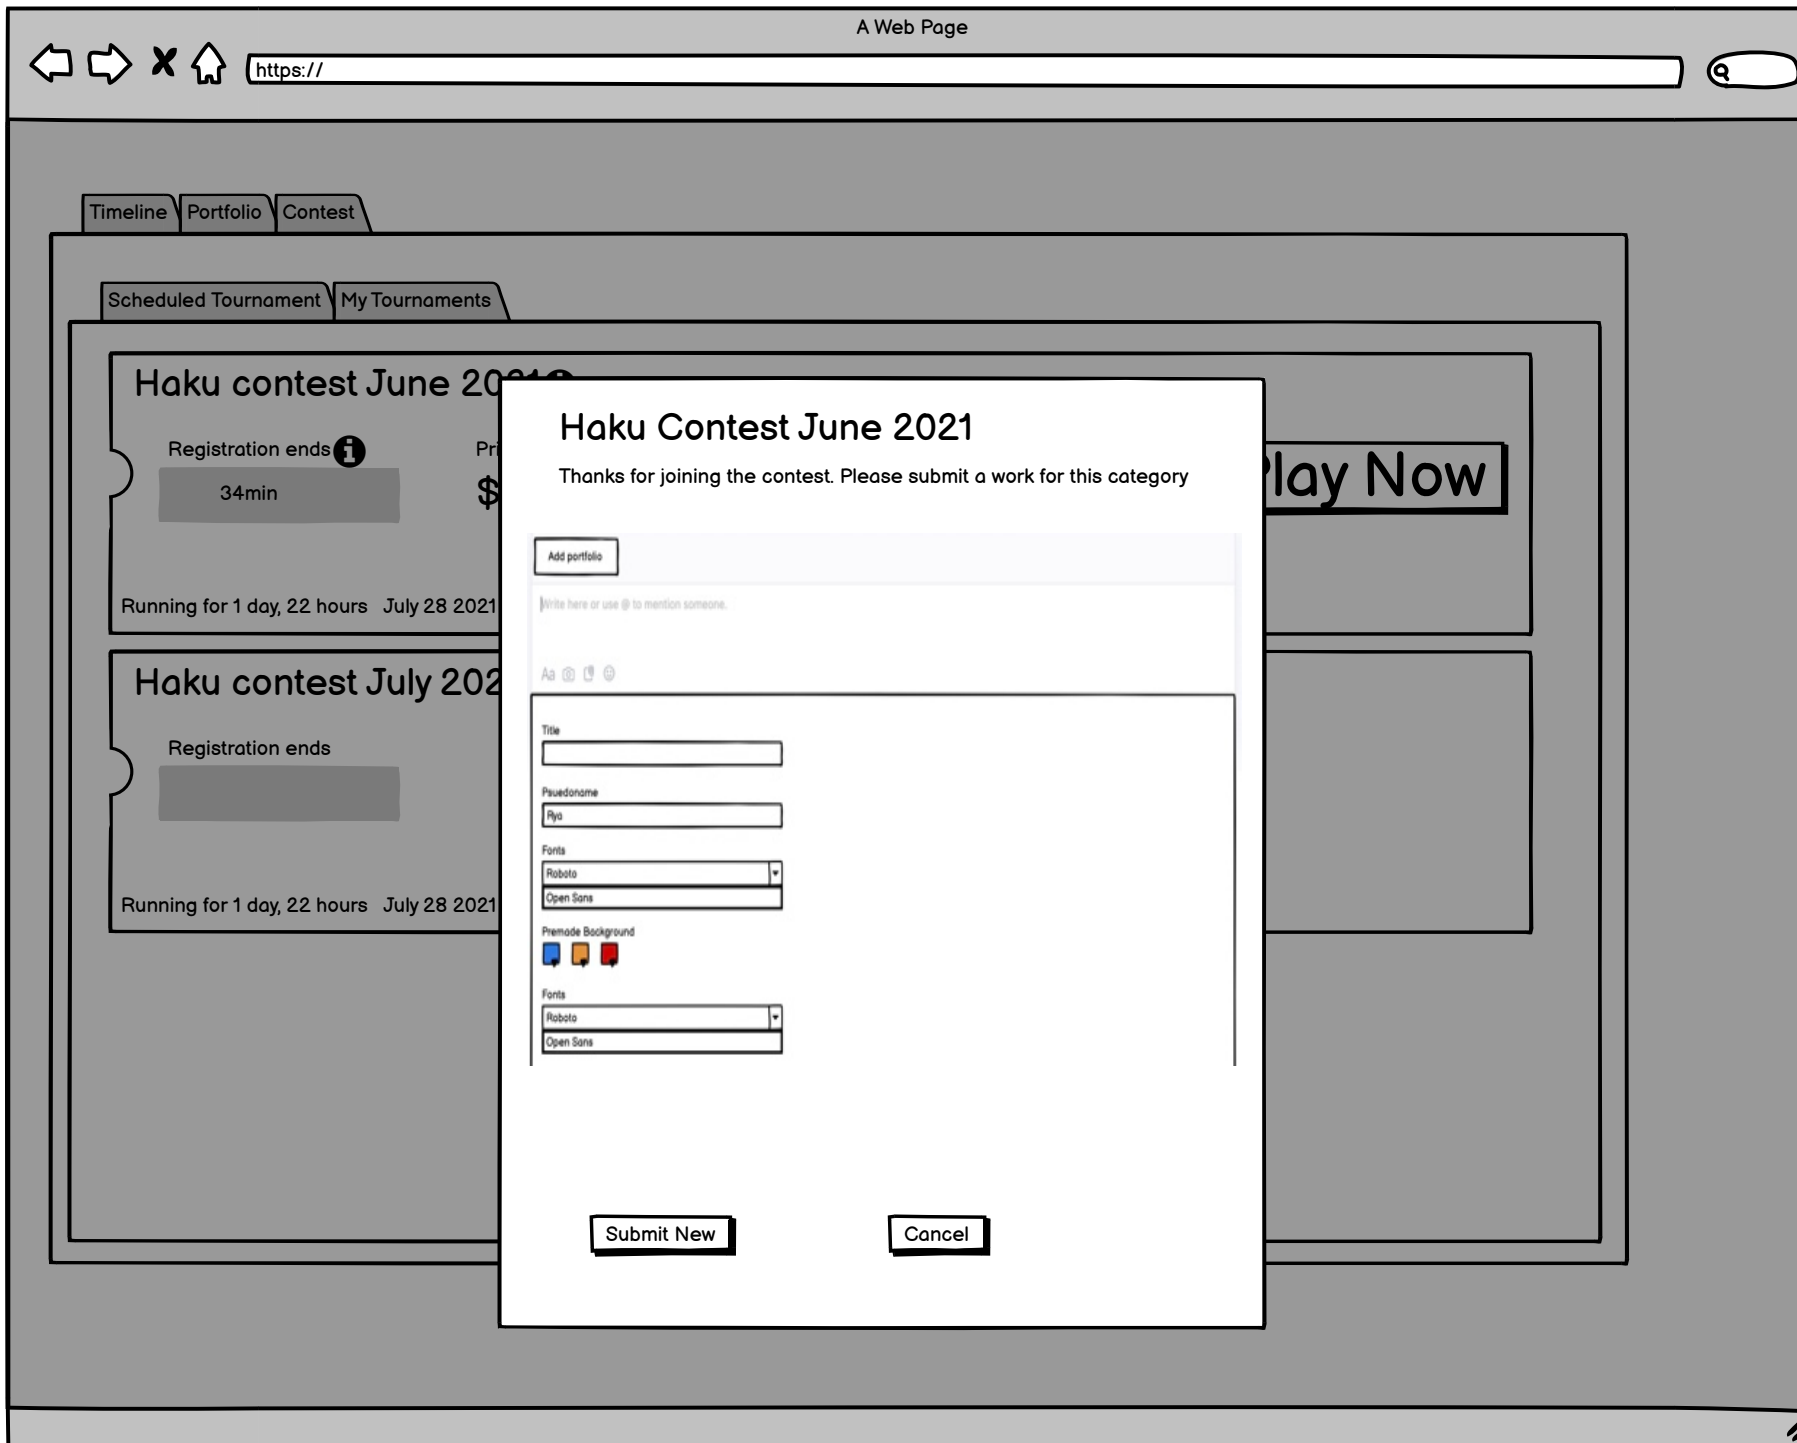 A Web Page
https://
Timeline Portfolio Contest
Scheduled Tournament My Tournaments
Haku contest June 2021
Registration ends
34min
Pri
$
Play Now
Running for 1 day, 22 hours July 28 2021
Haku contest July 202
Registration ends
Running for 1 day, 22 hours July 28 2021
Haku Contest June 2021
Thanks for joining the contest. Please submit a work for this category
Add portfolio
Write here or use @ to mention someone.
Aa
Title
Psuedoname
Rya
Fonts
Roboto
Open Sans
Premade Background
Fonts
Roboto
Open Sans
Submit New
Cancel